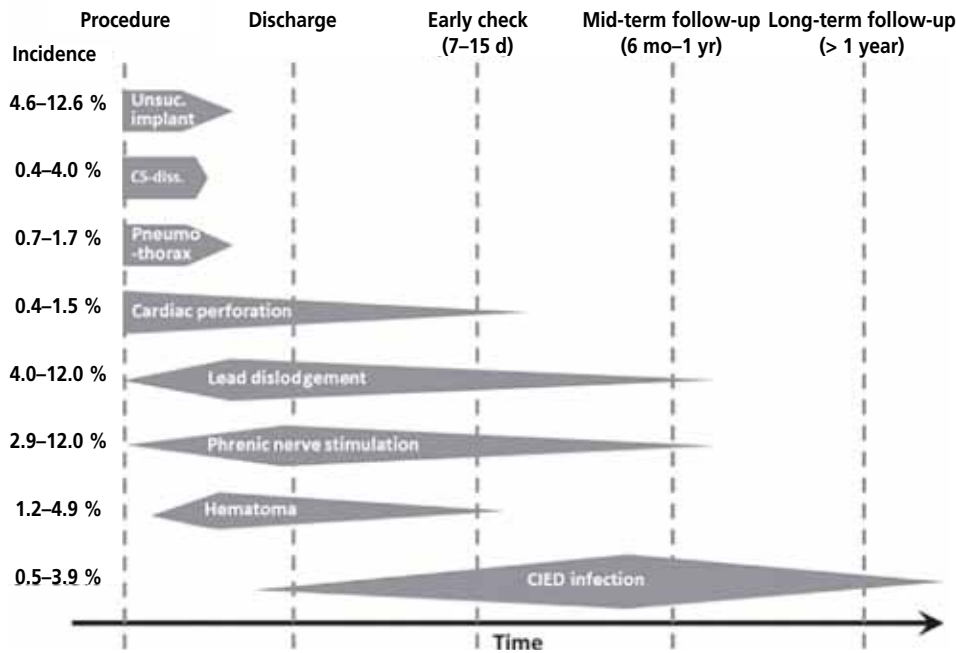 Procedure Discharge Early check Mid-term follow-up Long-term follow-up
(7–15 d) (6 mo–1 yr) (> 1 year)
Incidence
4.6–12.6 % Unsuc.
implant
0.4–4.0 % CS-diss.
0.7–1.7 % Pneumo
-thorax
0.4–1.5 % Cardiac perforation
4.0–12.0 % Lead dislodgement
2.9–12.0 % Phrenic nerve stimulation
1.2–4.9 % Hematoma
0.5–3.9 % CIED infection
Time